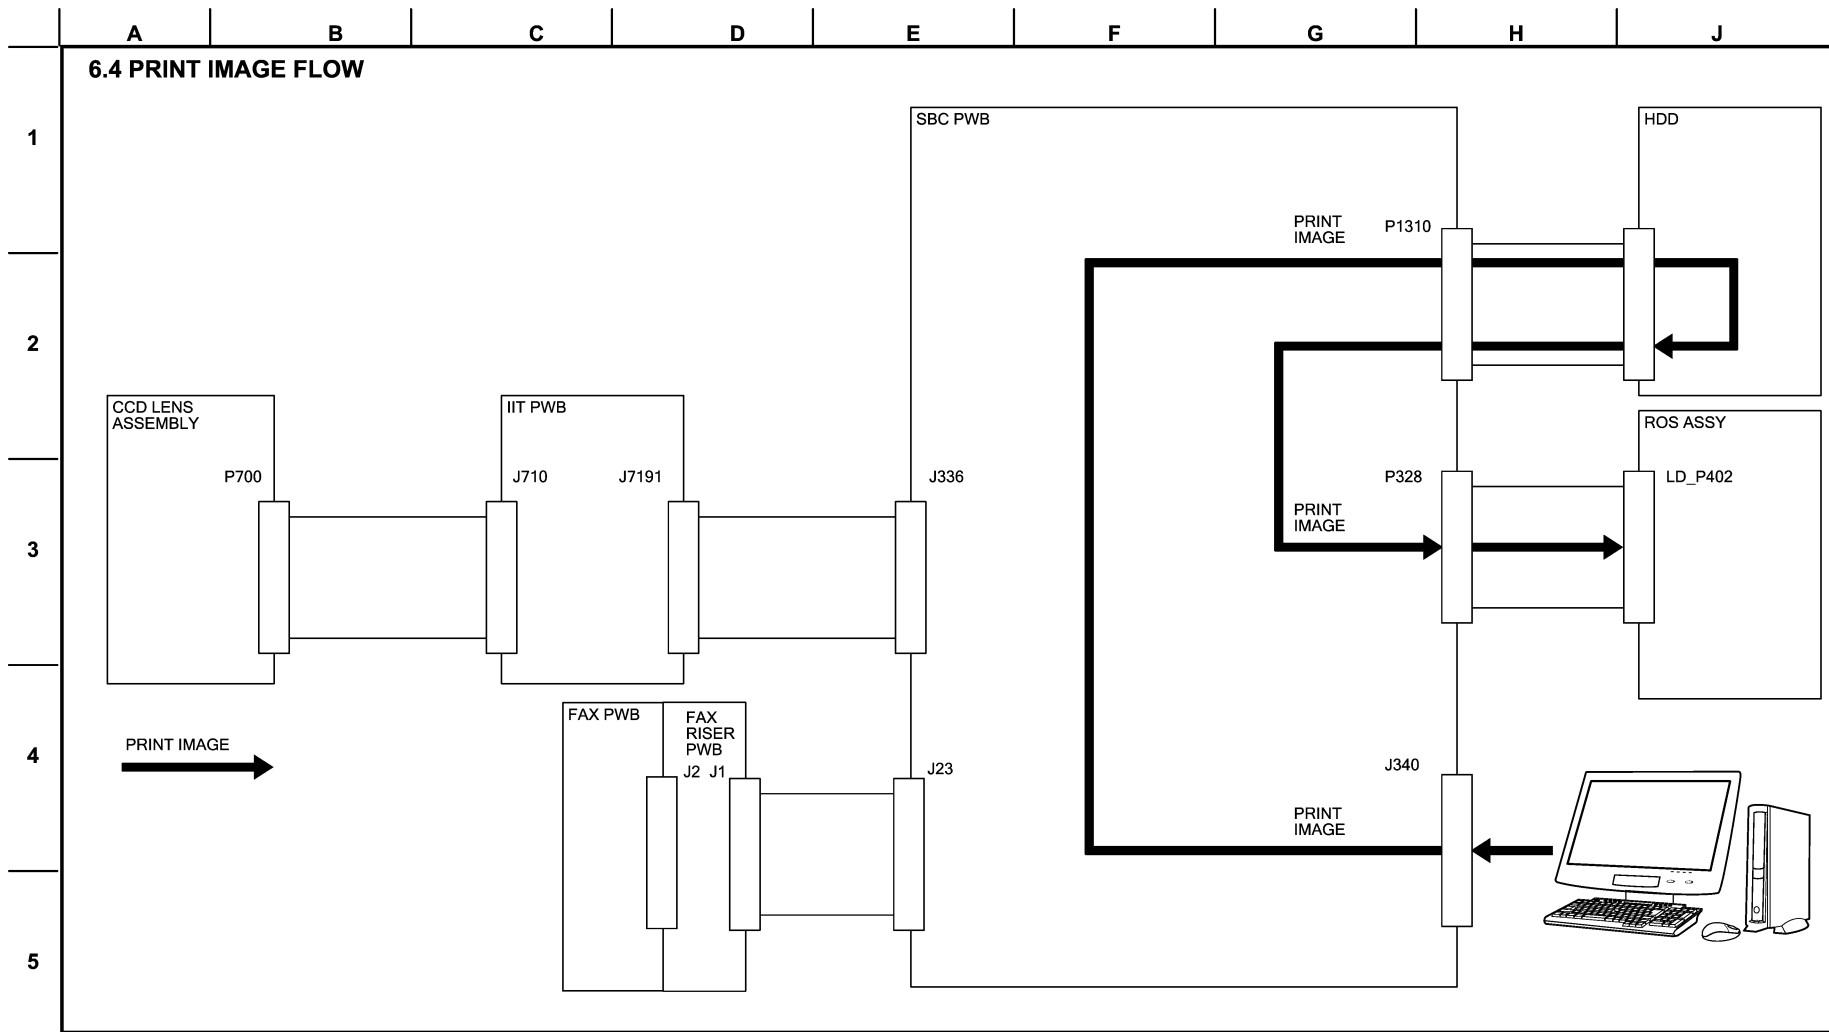 A B C D E F G H J
6.4 PRINT IMAGE FLOW
1
SBC PWB
HDD
PRINT
IMAGE
P1310
2
CCD LENS
ASSEMBLY
IIT PWB
ROS ASSY
P700
J710
J7191
J336
P328
LD_P402
PRINT
IMAGE
3
FAX PWB
FAX
RISER
PWB
J2 J1
J23
4
PRINT IMAGE
J340
PRINT
IMAGE
5